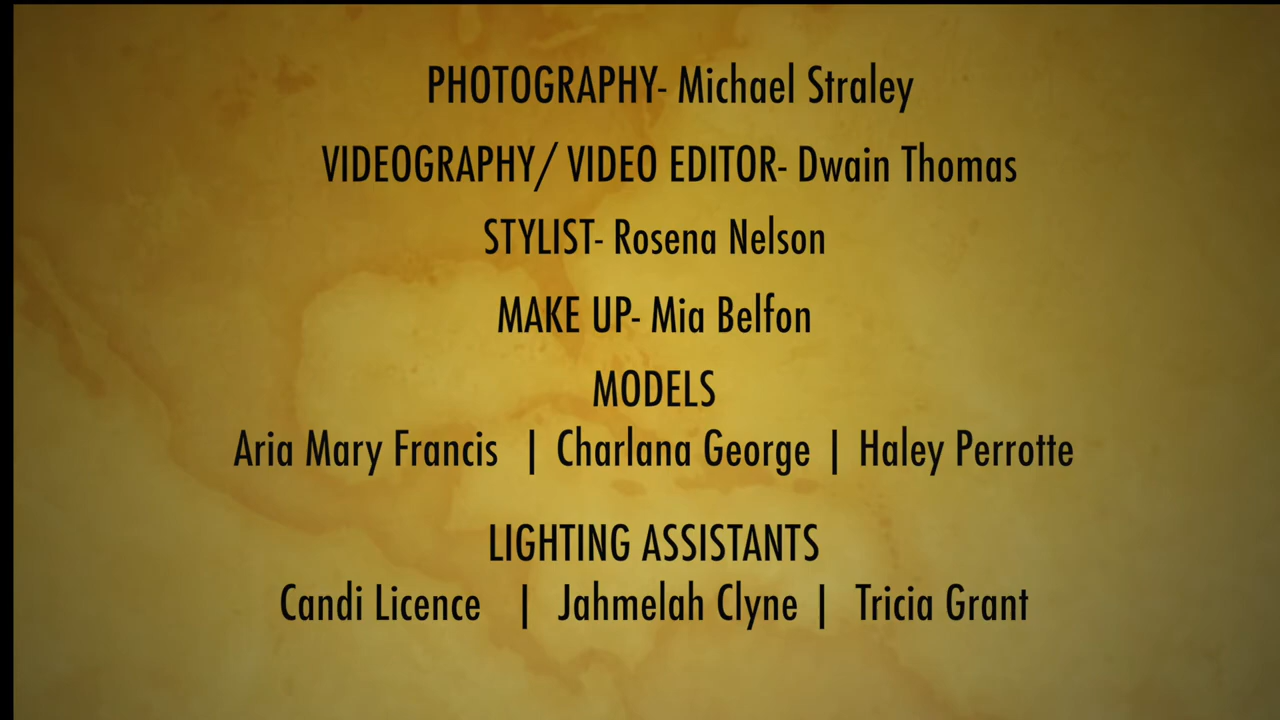 PHOTOGRAPHY- Michael Straley
VIDEOGRAPHY/ VIDEO EDITOR- Dwain Thomas
STYLIST- Rosena Nelson
MAKE UP- Mia Belfon
MODELS
Aria Mary Francis | Charlana George | Haley Perrotte
LIGHTING ASSISTANTS
Candi Licence | Jahmelah Clyne | Tricia Grant